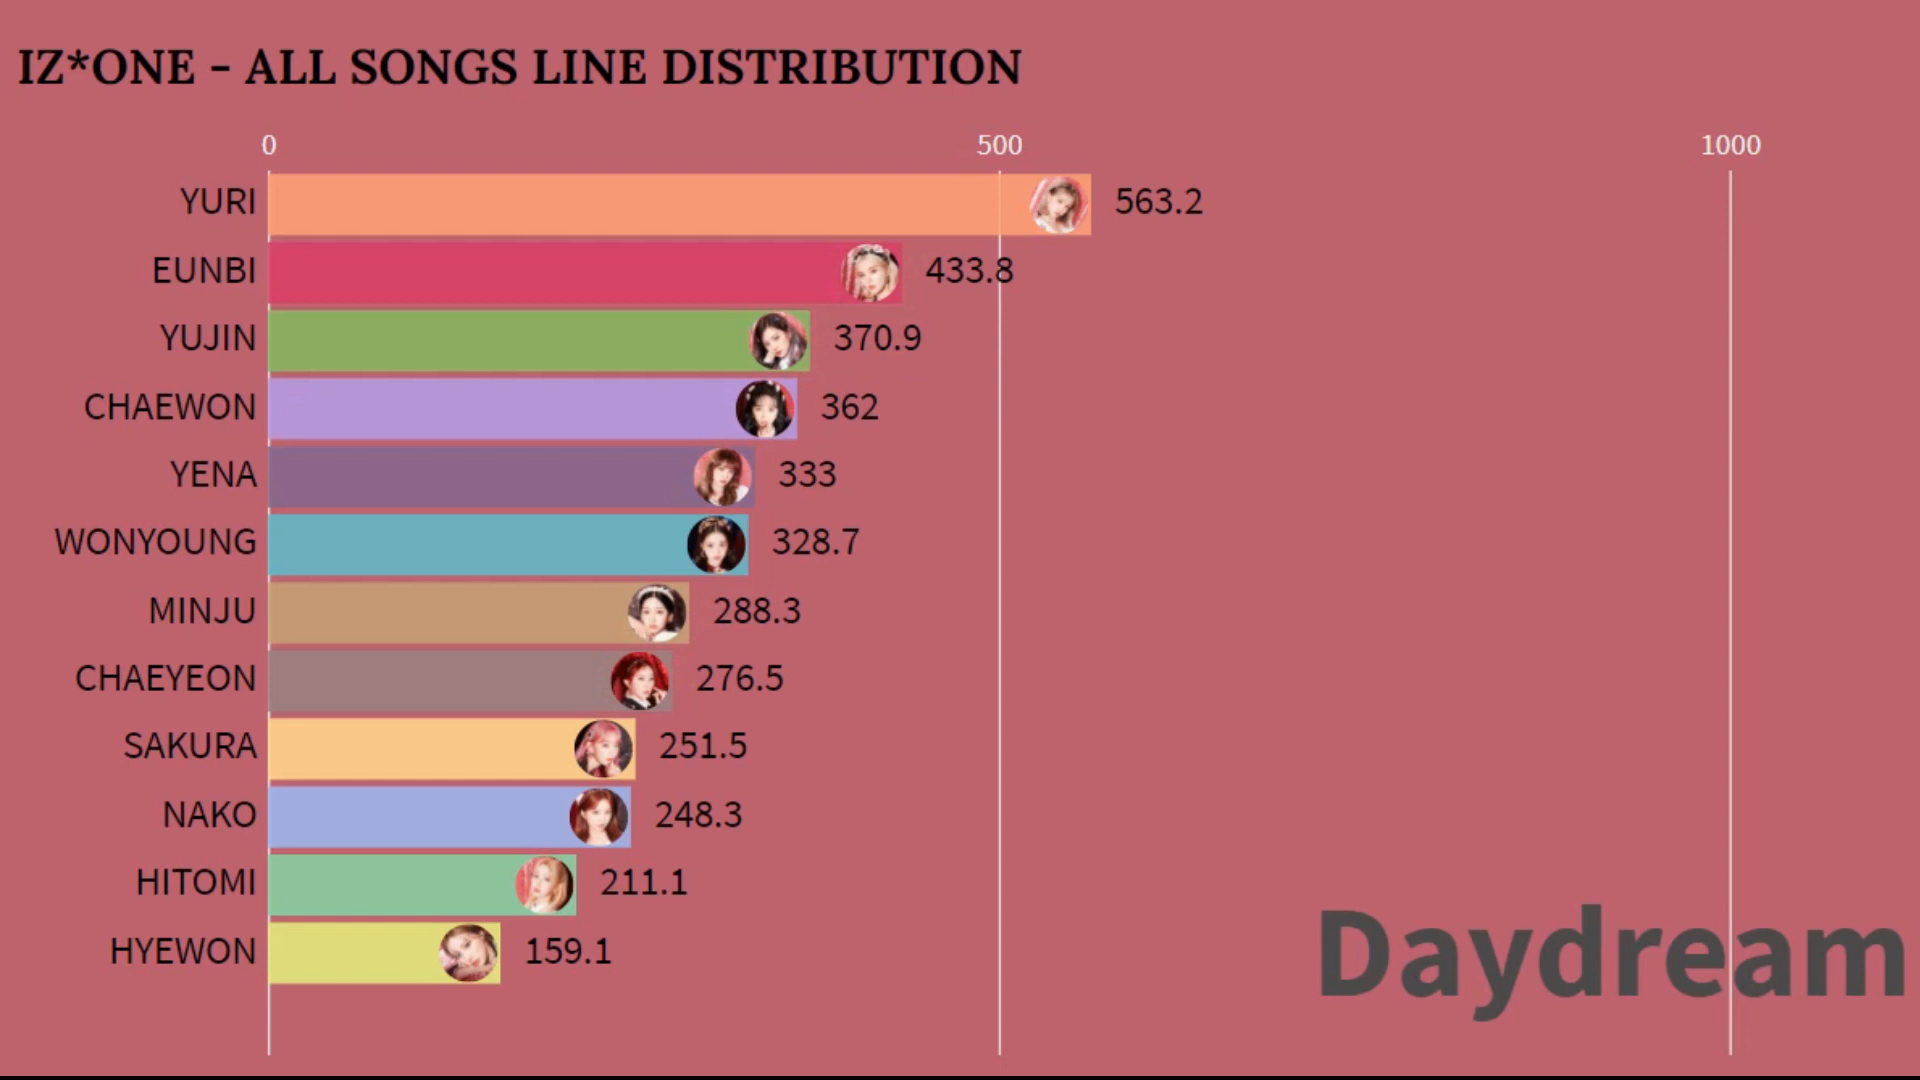 IZ*ONE - ALL SONGS LINE DISTRIBUTION
0 500 1000
YURI 563.2
EUNBI 433.8
YUJIN 370.9
CHAEWON 362
YENA 333
WONYOUNG 328.7
MINJU 288.3
CHAEYEON 276.5
SAKURA 251.5
NAKO 248.3
HITOMI 211.1
HYEWON 159.1
Daydream